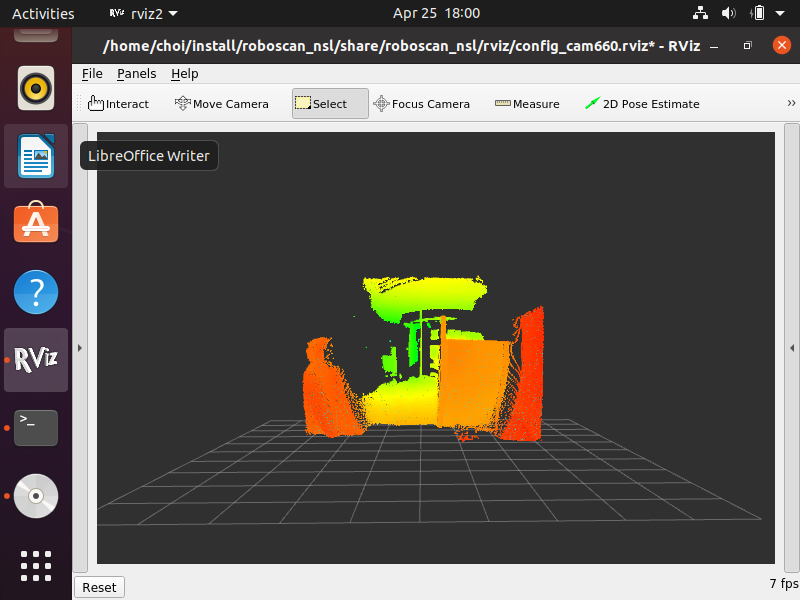 Activities RViz rviz2 Apr 25 18:00
/home/choi/install/roboscan_nsl/share/roboscan_nsl/rviz/config_cam660.rviz* - RViz
File Panels Help
Interact Move Camera Select Focus Camera Measure 2D Pose Estimate »
LibreOffice Writer
A
?
RViz
>_
Reset
7 fps